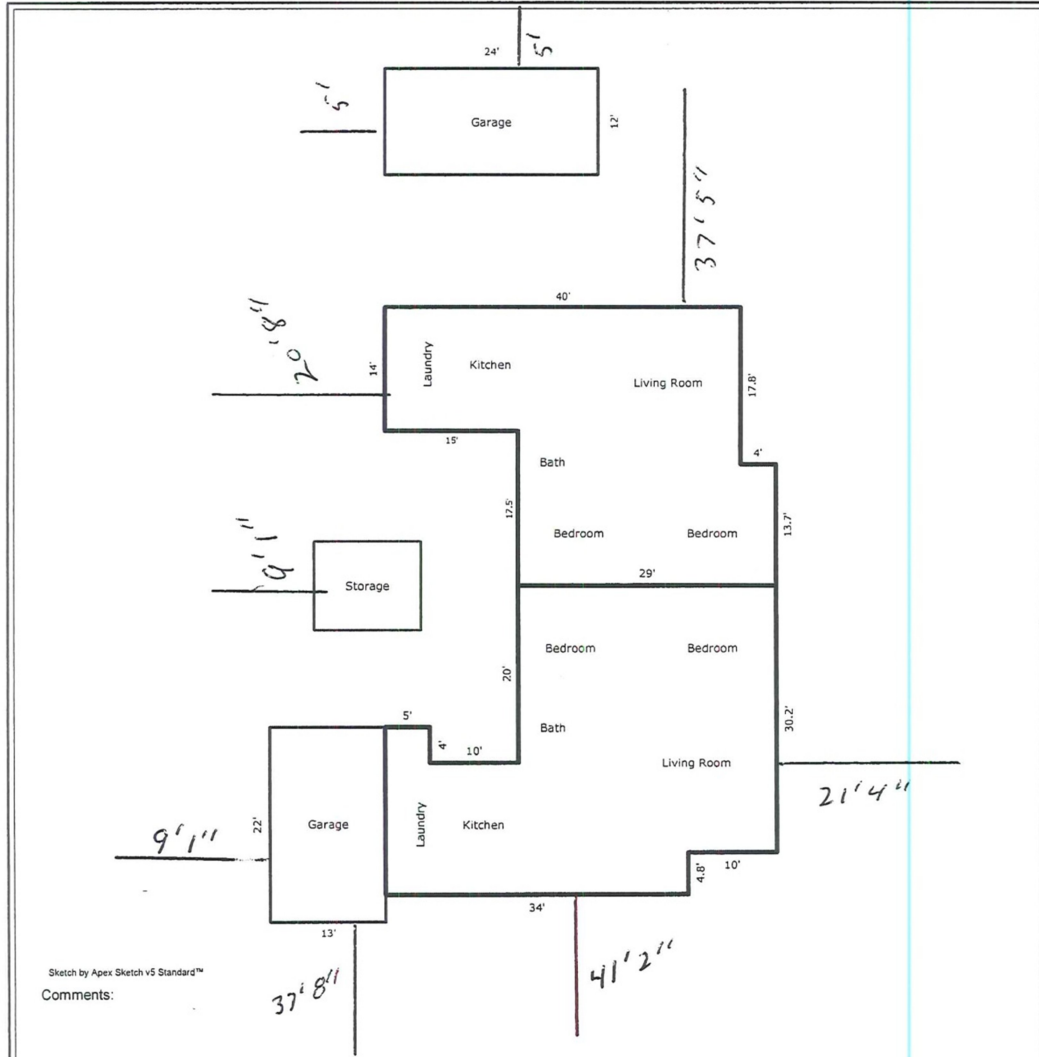 24'
5'
5'
Garage
12'
37'5"
40'
20'8"
14'
Laundry
Kitchen
Living Room
17.8'
15'
4'
Bath
17.5'
13.7'
Bedroom
Bedroom
9'1"
29'
Storage
Bedroom
Bedroom
20'
5'
Bath
30.2'
4'
10'
Living Room
21'4"
22'
Garage
Laundry
Kitchen
9'1"
10'
4.8'
34'
13'
41'2"
37'8"
Sketch by Apex Sketch v5 Standard™
Comments: